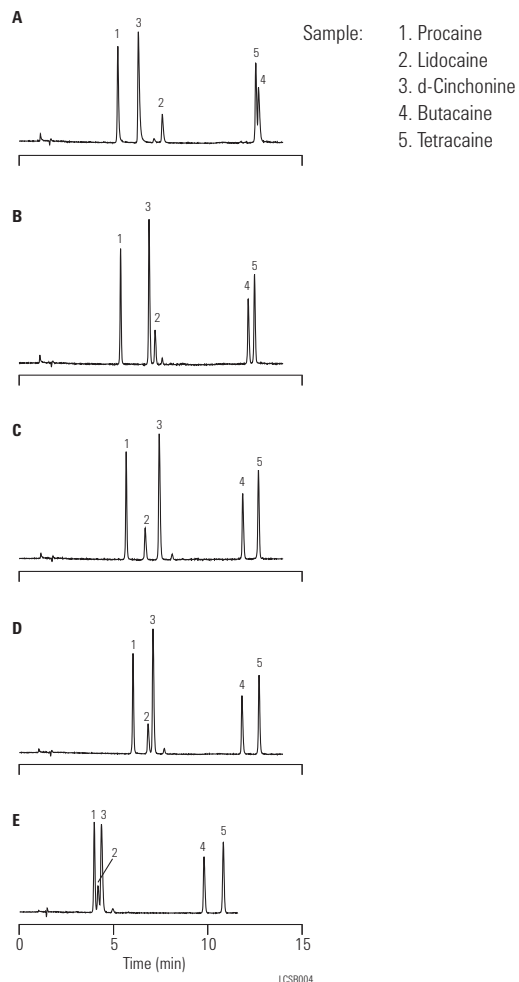 A
1
3
2
5
4
Sample:
1. Procaine
2. Lidocaine
3. d-Cinchonine
4. Butacaine
5. Tetracaine
B
1
3
2
4
5
C
1
2
3
4
5
D
1
2
3
4
5
E
1 3
2
4
5
0 5 10 15
Time (min)
LCSB004